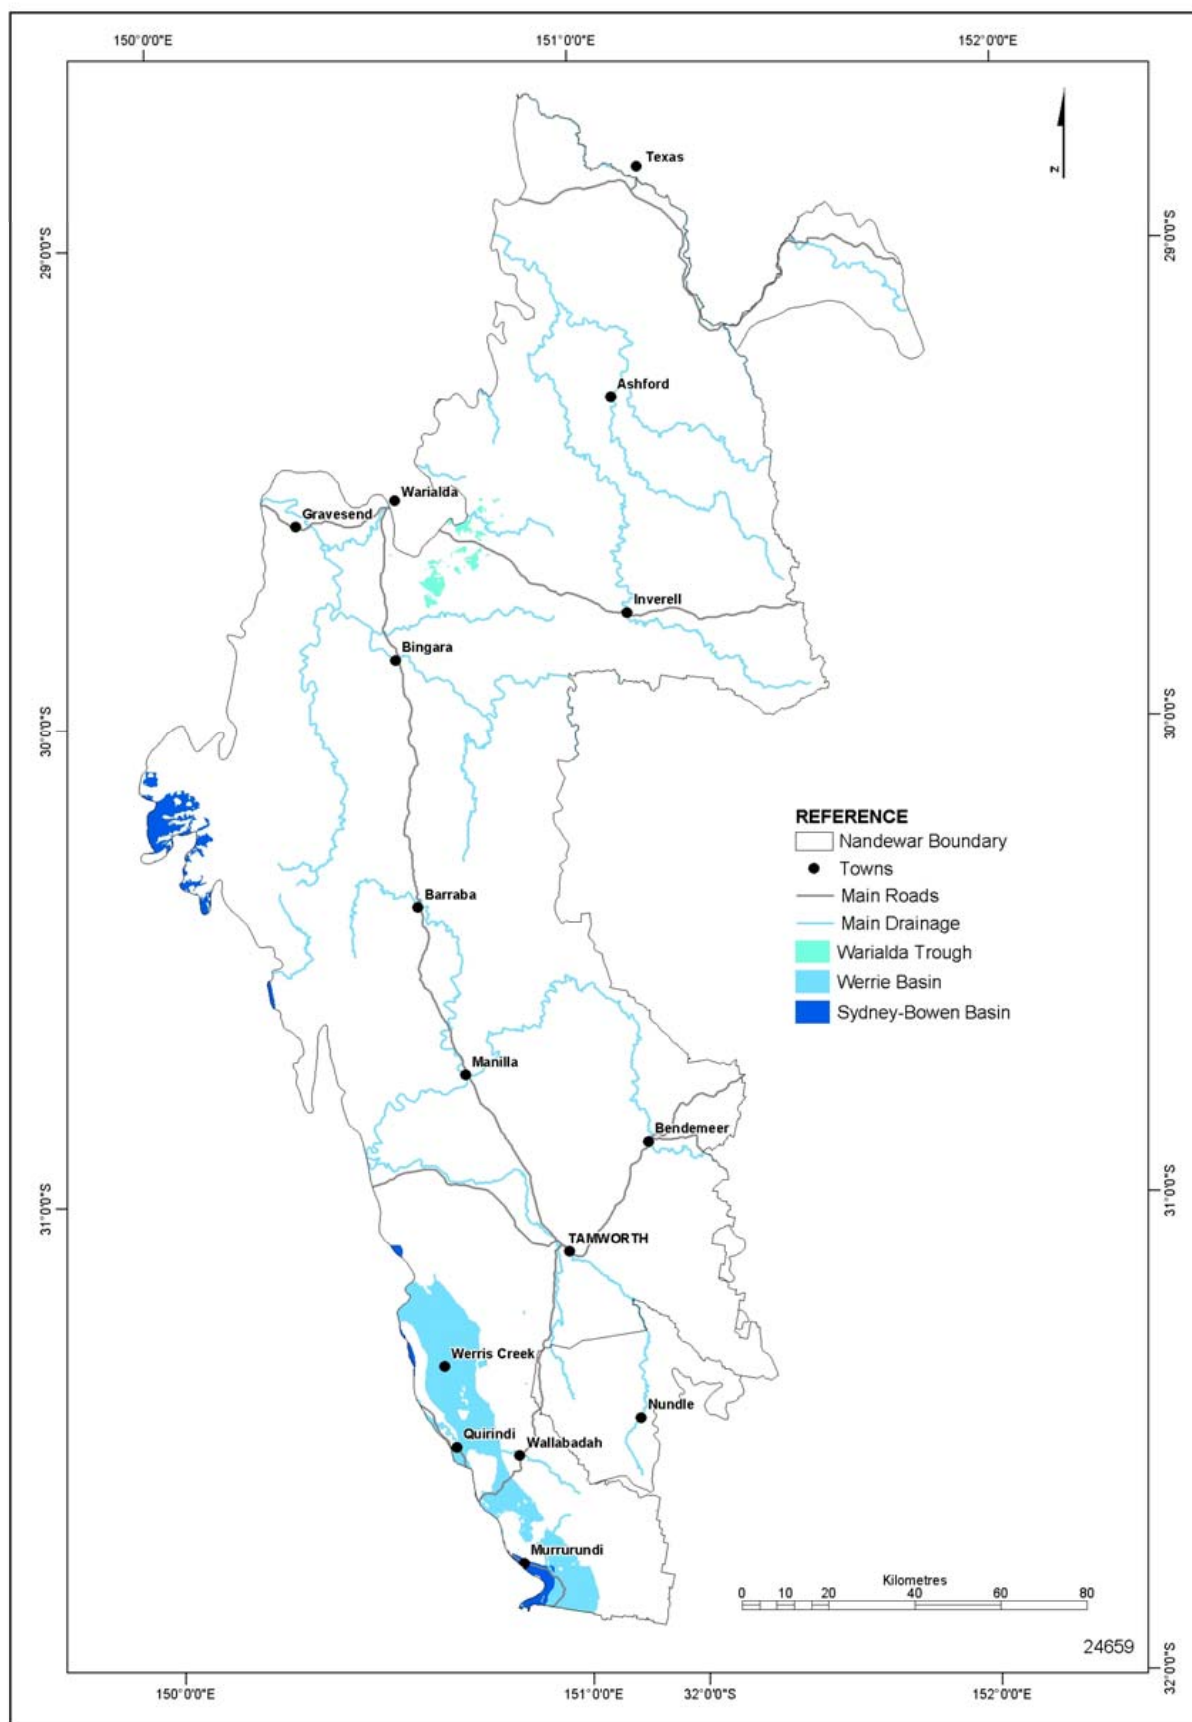 150°0'0"E
151°0'0"E
152°0'0"E
N
Texas
29°0'0"S
29°0'0"S
Ashford
Warialda
Gravesend
Inverell
Bingara
30°0'0"S
30°0'0"S
REFERENCE
Nandewar Boundary
Towns
Main Roads
Main Drainage
Warialda Trough
Werrie Basin
Sydney-Bowen Basin
Barraba
Manilla
Bendemeer
31°0'0"S
31°0'0"S
TAMWORTH
Werris Creek
Nundle
Quirindi
Wallabadah
Murrurundi
Kilometres
0 10 20 40 60 80
24659
32°0'0"S
150°0'0"E
151°0'0"E
32°0'0"S
152°0'0"E